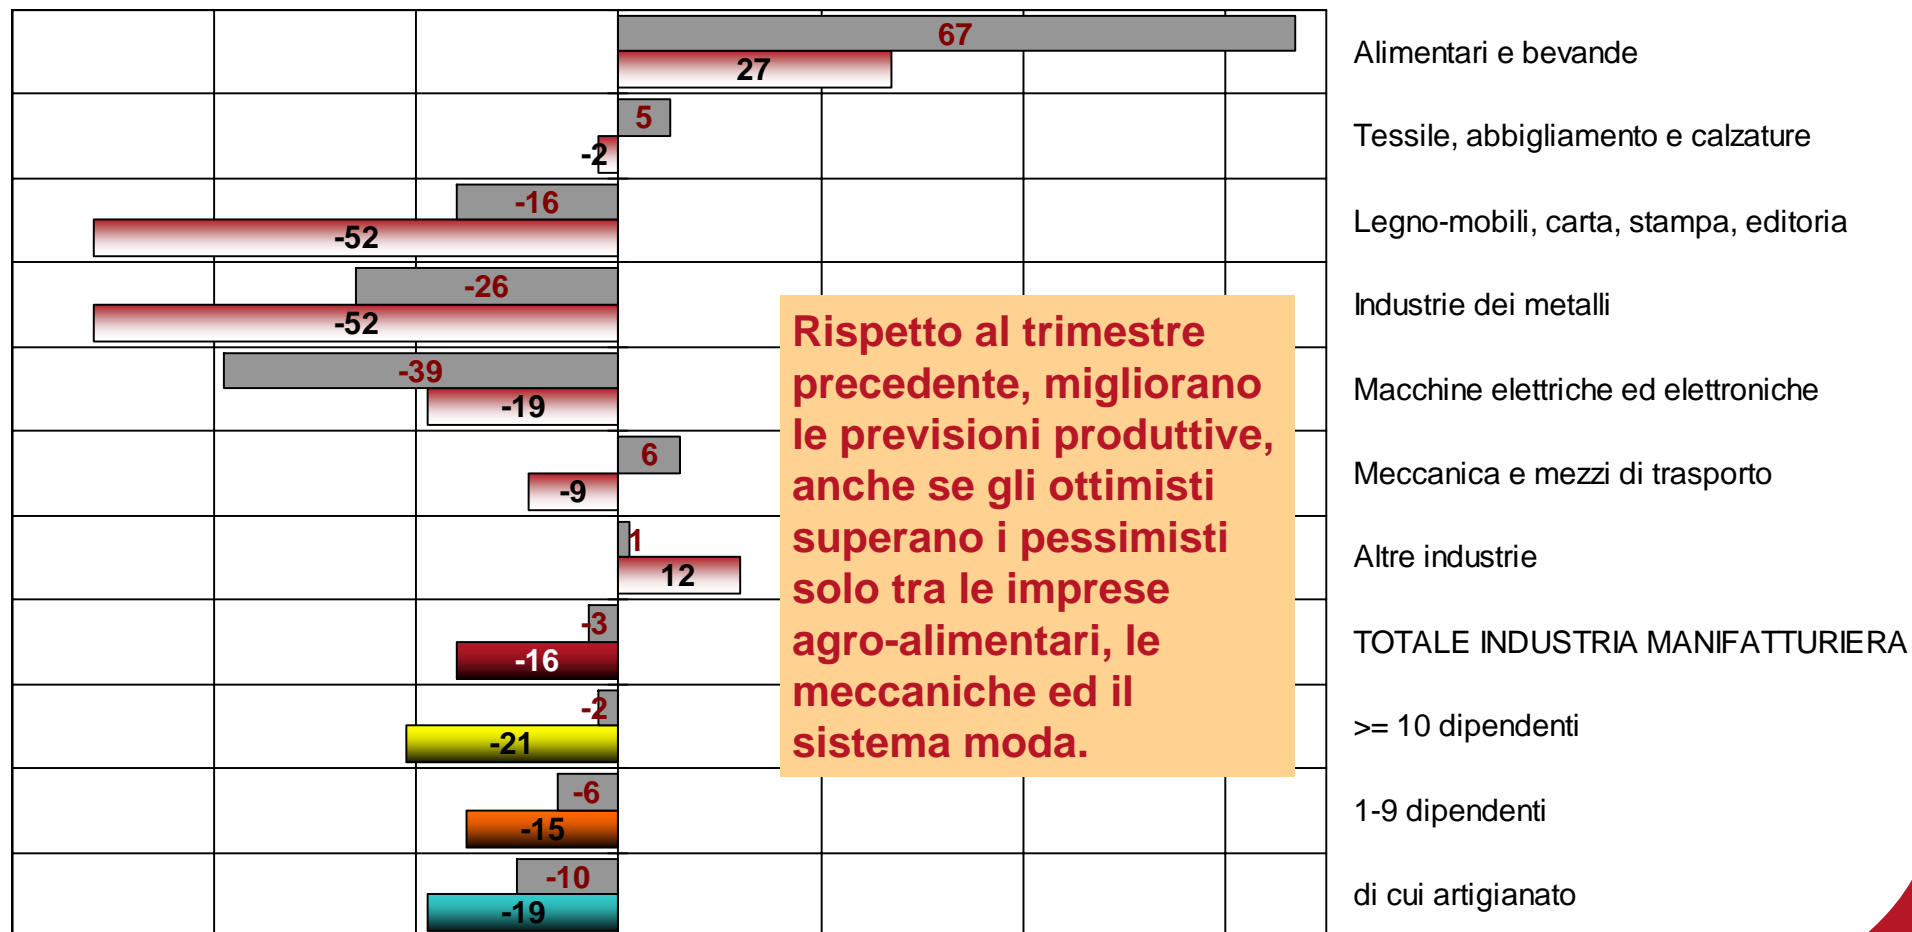 67
27
Alimentari e bevande
5
-2
Tessile, abbigliamento e calzature
-16
-52
Legno-mobili, carta, stampa, editoria
-26
-52
Industrie dei metalli
-39
-19
Macchine elettriche ed elettroniche
6
-9
Meccanica e mezzi di trasporto
1
12
Altre industrie
-3
-16
TOTALE INDUSTRIA MANIFATTURIERA
-2
-21
>= 10 dipendenti
-6
-15
1-9 dipendenti
-10
-19
di cui artigianato
Rispetto al trimestre
precedente, migliorano
le previsioni produttive,
anche se gli ottimisti
superano i pessimisti
solo tra le imprese
agro-alimentari, le
meccaniche ed il
sistema moda.